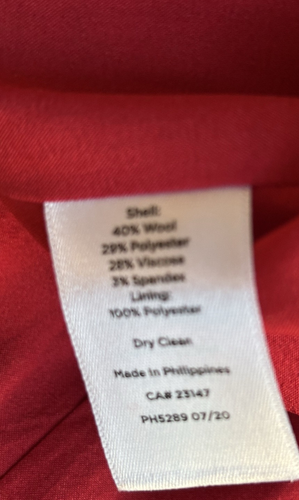 Shell:
40% Wool
29% Polyester
28% Viscose
3% Spandex
Lining:
100% Polyester
Dry Clean
Made in Philippines
CA# 23147
PH5289 07/20